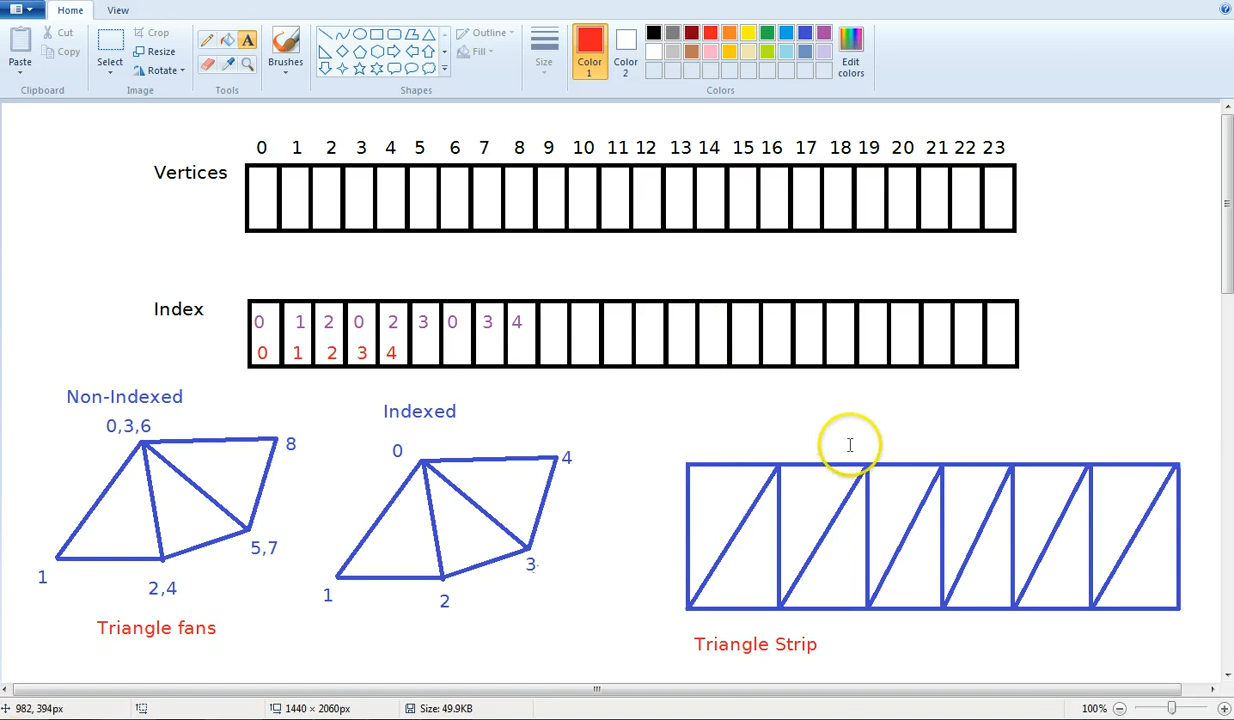 Home View
Paste
Cut
Copy
Clipboard
Select
Crop
Resize
Rotate
Image
Tools
Brushes
Shapes
Outline
Fill
Size
Color 1
Color 2
Edit colors
Colors
0 1 2 3 4 5 6 7 8 9 10 11 12 13 14 15 16 17 18 19 20 21 22 23
Vertices
Index
0 1 2 0 2 3 0 3 4
0 1 2 3 4
Non-Indexed
0,3,6
8
5,7
1
2,4
Triangle fans
Indexed
0
4
3
1
2
Triangle Strip
982, 394px
1440 × 2060px
Size: 49.9KB
100%